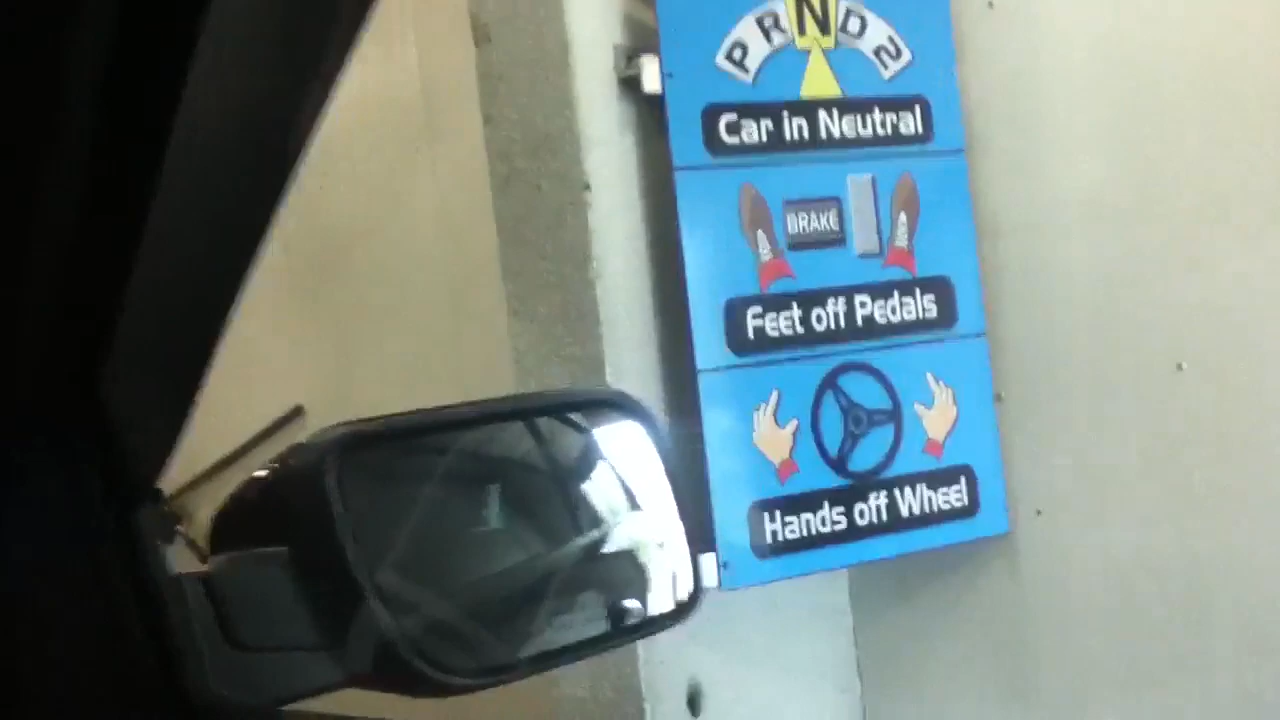 P R N D 2
Car in Neutral
BRAKE
Feet off Pedals
Hands off Wheel